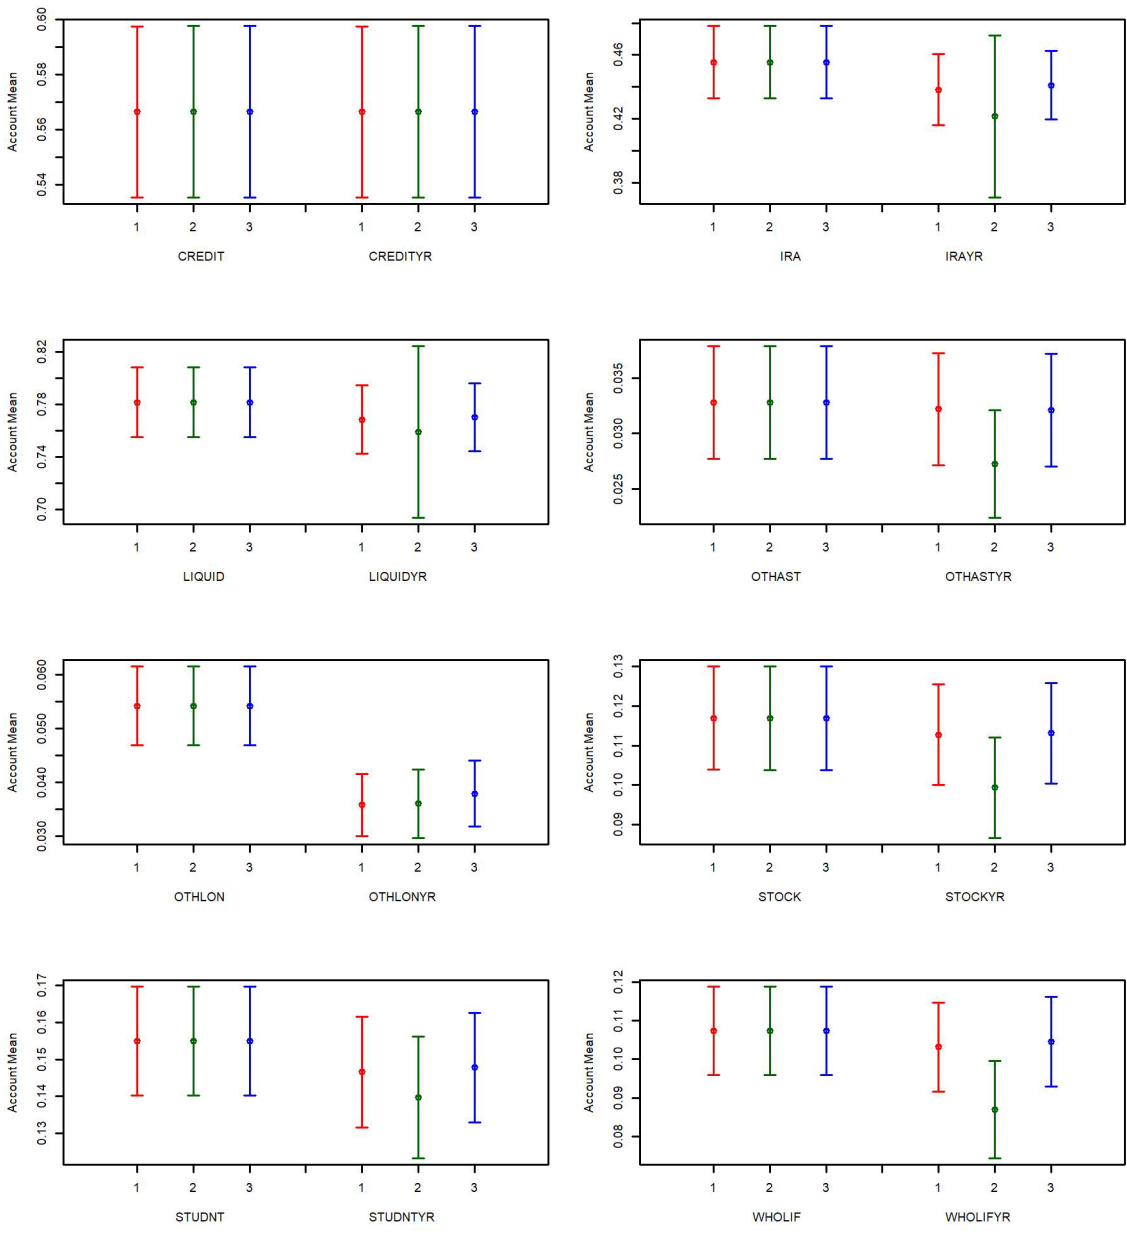 Account Mean
0.60
0.58
0.56
0.54
1 2 3 1 2 3
CREDIT CREDITYR
Account Mean
0.46
0.42
0.38
1 2 3 1 2 3
IRA IRAYR
Account Mean
0.82
0.78
0.74
0.70
1 2 3 1 2 3
LIQUID LIQUIDYR
Account Mean
0.035
0.030
0.025
1 2 3 1 2 3
OTHAST OTHASTYR
Account Mean
0.060
0.050
0.040
0.030
1 2 3 1 2 3
OTHLON OTHLONYR
Account Mean
0.13
0.12
0.11
0.10
0.09
1 2 3 1 2 3
STOCK STOCKYR
Account Mean
0.17
0.16
0.15
0.14
0.13
1 2 3 1 2 3
STUDNT STUDNTYR
Account Mean
0.12
0.11
0.10
0.09
0.08
1 2 3 1 2 3
WHOLIF WHOLIFYR